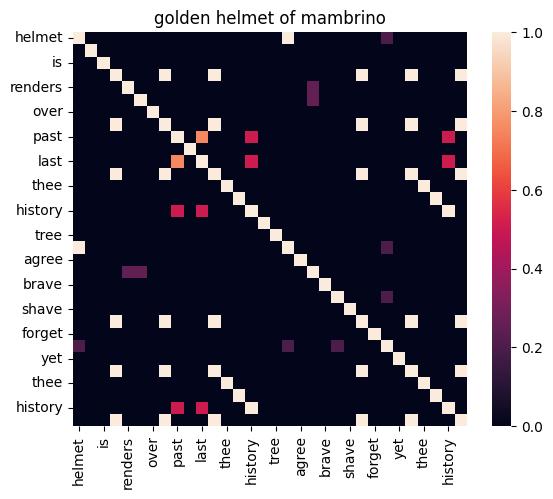 golden helmet of mambrino
helmet
is
renders
over
past
last
thee
history
tree
agree
brave
shave
forget
yet
thee
history
1.0
0.8
0.6
0.4
0.2
0.0
helmet
is
renders
over
past
last
thee
history
tree
agree
brave
shave
forget
yet
thee
history